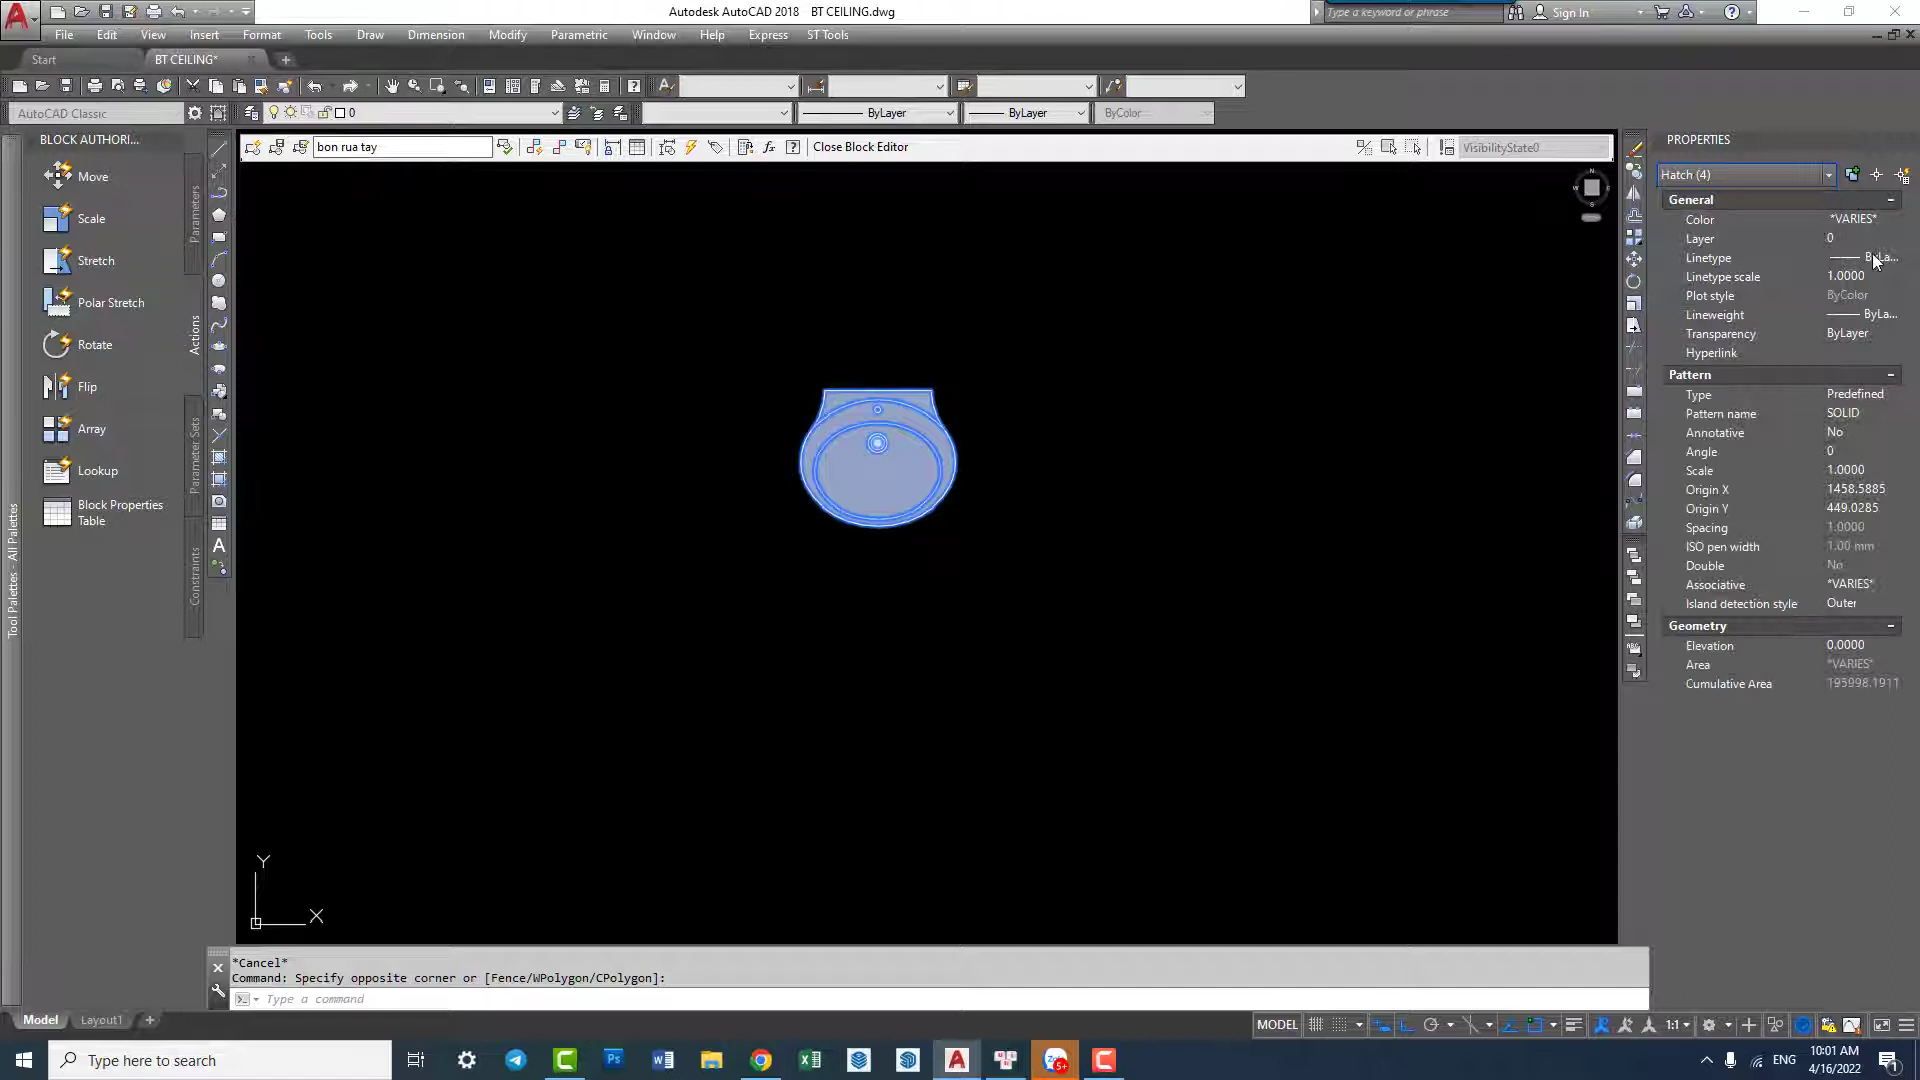 Autodesk AutoCAD 2018 BT CEILING.dwg
Type a keyword or phrase
Sign In
File Edit View Insert Format Tools Draw Dimension Modify Parametric Window Help Express ST Tools
Start
BT CEILING*
AutoCAD Classic
0
ByLayer
ByLayer
ByColor
BLOCK AUTHORI...
bon rua tay
Close Block Editor
VisibilityState0
Move
Scale
Stretch
Polar Stretch
Rotate
Flip
Array
Lookup
Block Properties
Table
Parameters
Actions
Parameter Sets
Constraints
Tool Palettes - All Palettes
N
W
S
PROPERTIES
Hatch (4)
General
Color *VARIES*
Layer 0
Linetype ByLa...
Linetype scale 1.0000
Plot style ByColor
Lineweight ByLa...
Transparency ByLayer
Hyperlink
Pattern
Type Predefined
Pattern name SOLID
Annotative No
Angle 0
Scale 1.0000
Origin X 1458.5885
Origin Y 449.0285
Spacing 1.0000
ISO pen width 1.00 mm
Double No
Associative *VARIES*
Island detection style Outer
Geometry
Elevation 0.0000
Area *VARIES*
Cumulative Area 195998.1911
Y
X
*Cancel*
Command: Specify opposite corner or [Fence/WPolygon/CPolygon]:
Type a command
Model
Layout1
MODEL
1:1
Type here to search
ENG
10:01 AM
4/16/2022